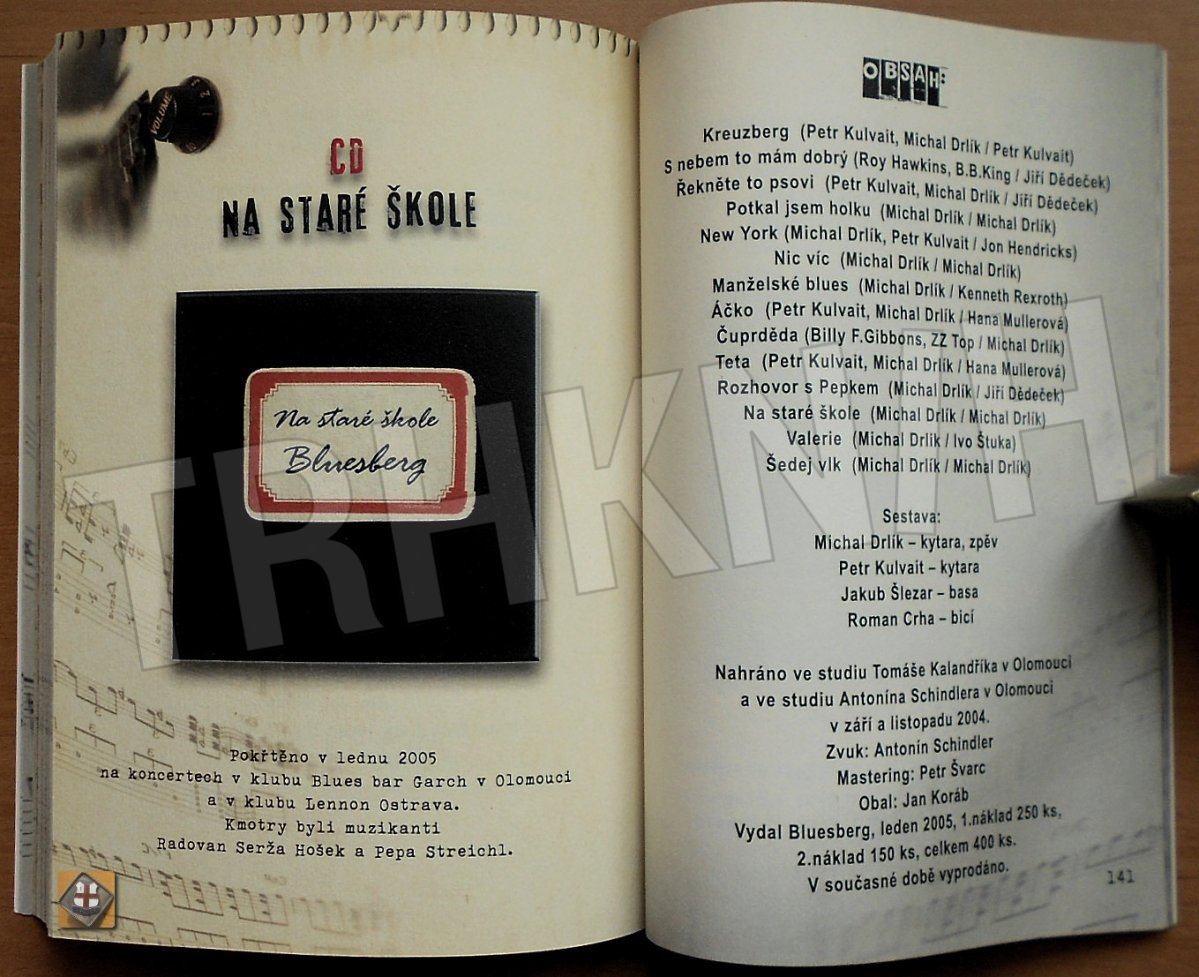 VOLUME
CD
NA STARÉ ŠKOLE
Na staré škole
Bluesberg
Pokřtěno v lednu 2005
na koncertech v klubu Blues bar Garch v Olomouci
a v klubu Lennon Ostrava.
Kmotry byli muzikanti
Radovan Serža Hošek a Pepa Streichl.
OBSAH:
Kreuzberg (Petr Kulvait, Michal Drlík / Petr Kulvait)
S nebem to mám dobrý (Roy Hawkins, B.B.King / Jiří Dědeček)
Řekněte to psovi (Petr Kulvait, Michal Drlík / Jiří Dědeček)
Potkal jsem holku (Michal Drlík / Michal Drlík)
New York (Michal Drlík, Petr Kulvait / Jon Hendricks)
Nic víc (Michal Drlík / Michal Drlík)
Manželské blues (Michal Drlík / Kenneth Rexroth)
Áčko (Petr Kulvait, Michal Drlík / Hana Mullerová)
Čuprděda (Billy F.Gibbons, ZZ Top / Michal Drlík)
Teta (Petr Kulvait, Michal Drlík / Hana Mullerová)
Rozhovor s Pepkem (Michal Drlík / Jiří Dědeček)
Na staré škole (Michal Drlík / Michal Drlík)
Valerie (Michal Drlík / Ivo Štuka)
Šedej vlk (Michal Drlík / Michal Drlík)
Sestava:
Michal Drlík – kytara, zpěv
Petr Kulvait – kytara
Jakub Šlezar – basa
Roman Crha – bicí
Nahráno ve studiu Tomáše Kalandříka v Olomouci
a ve studiu Antonína Schindlera v Olomouci
v září a listopadu 2004.
Zvuk: Antonín Schindler
Mastering: Petr Švarc
Obal: Jan Koráb
Vydal Bluesberg, leden 2005, 1.náklad 250 ks,
2.náklad 150 ks, celkem 400 ks.
V současné době vyprodáno.
141
TRHKNIH